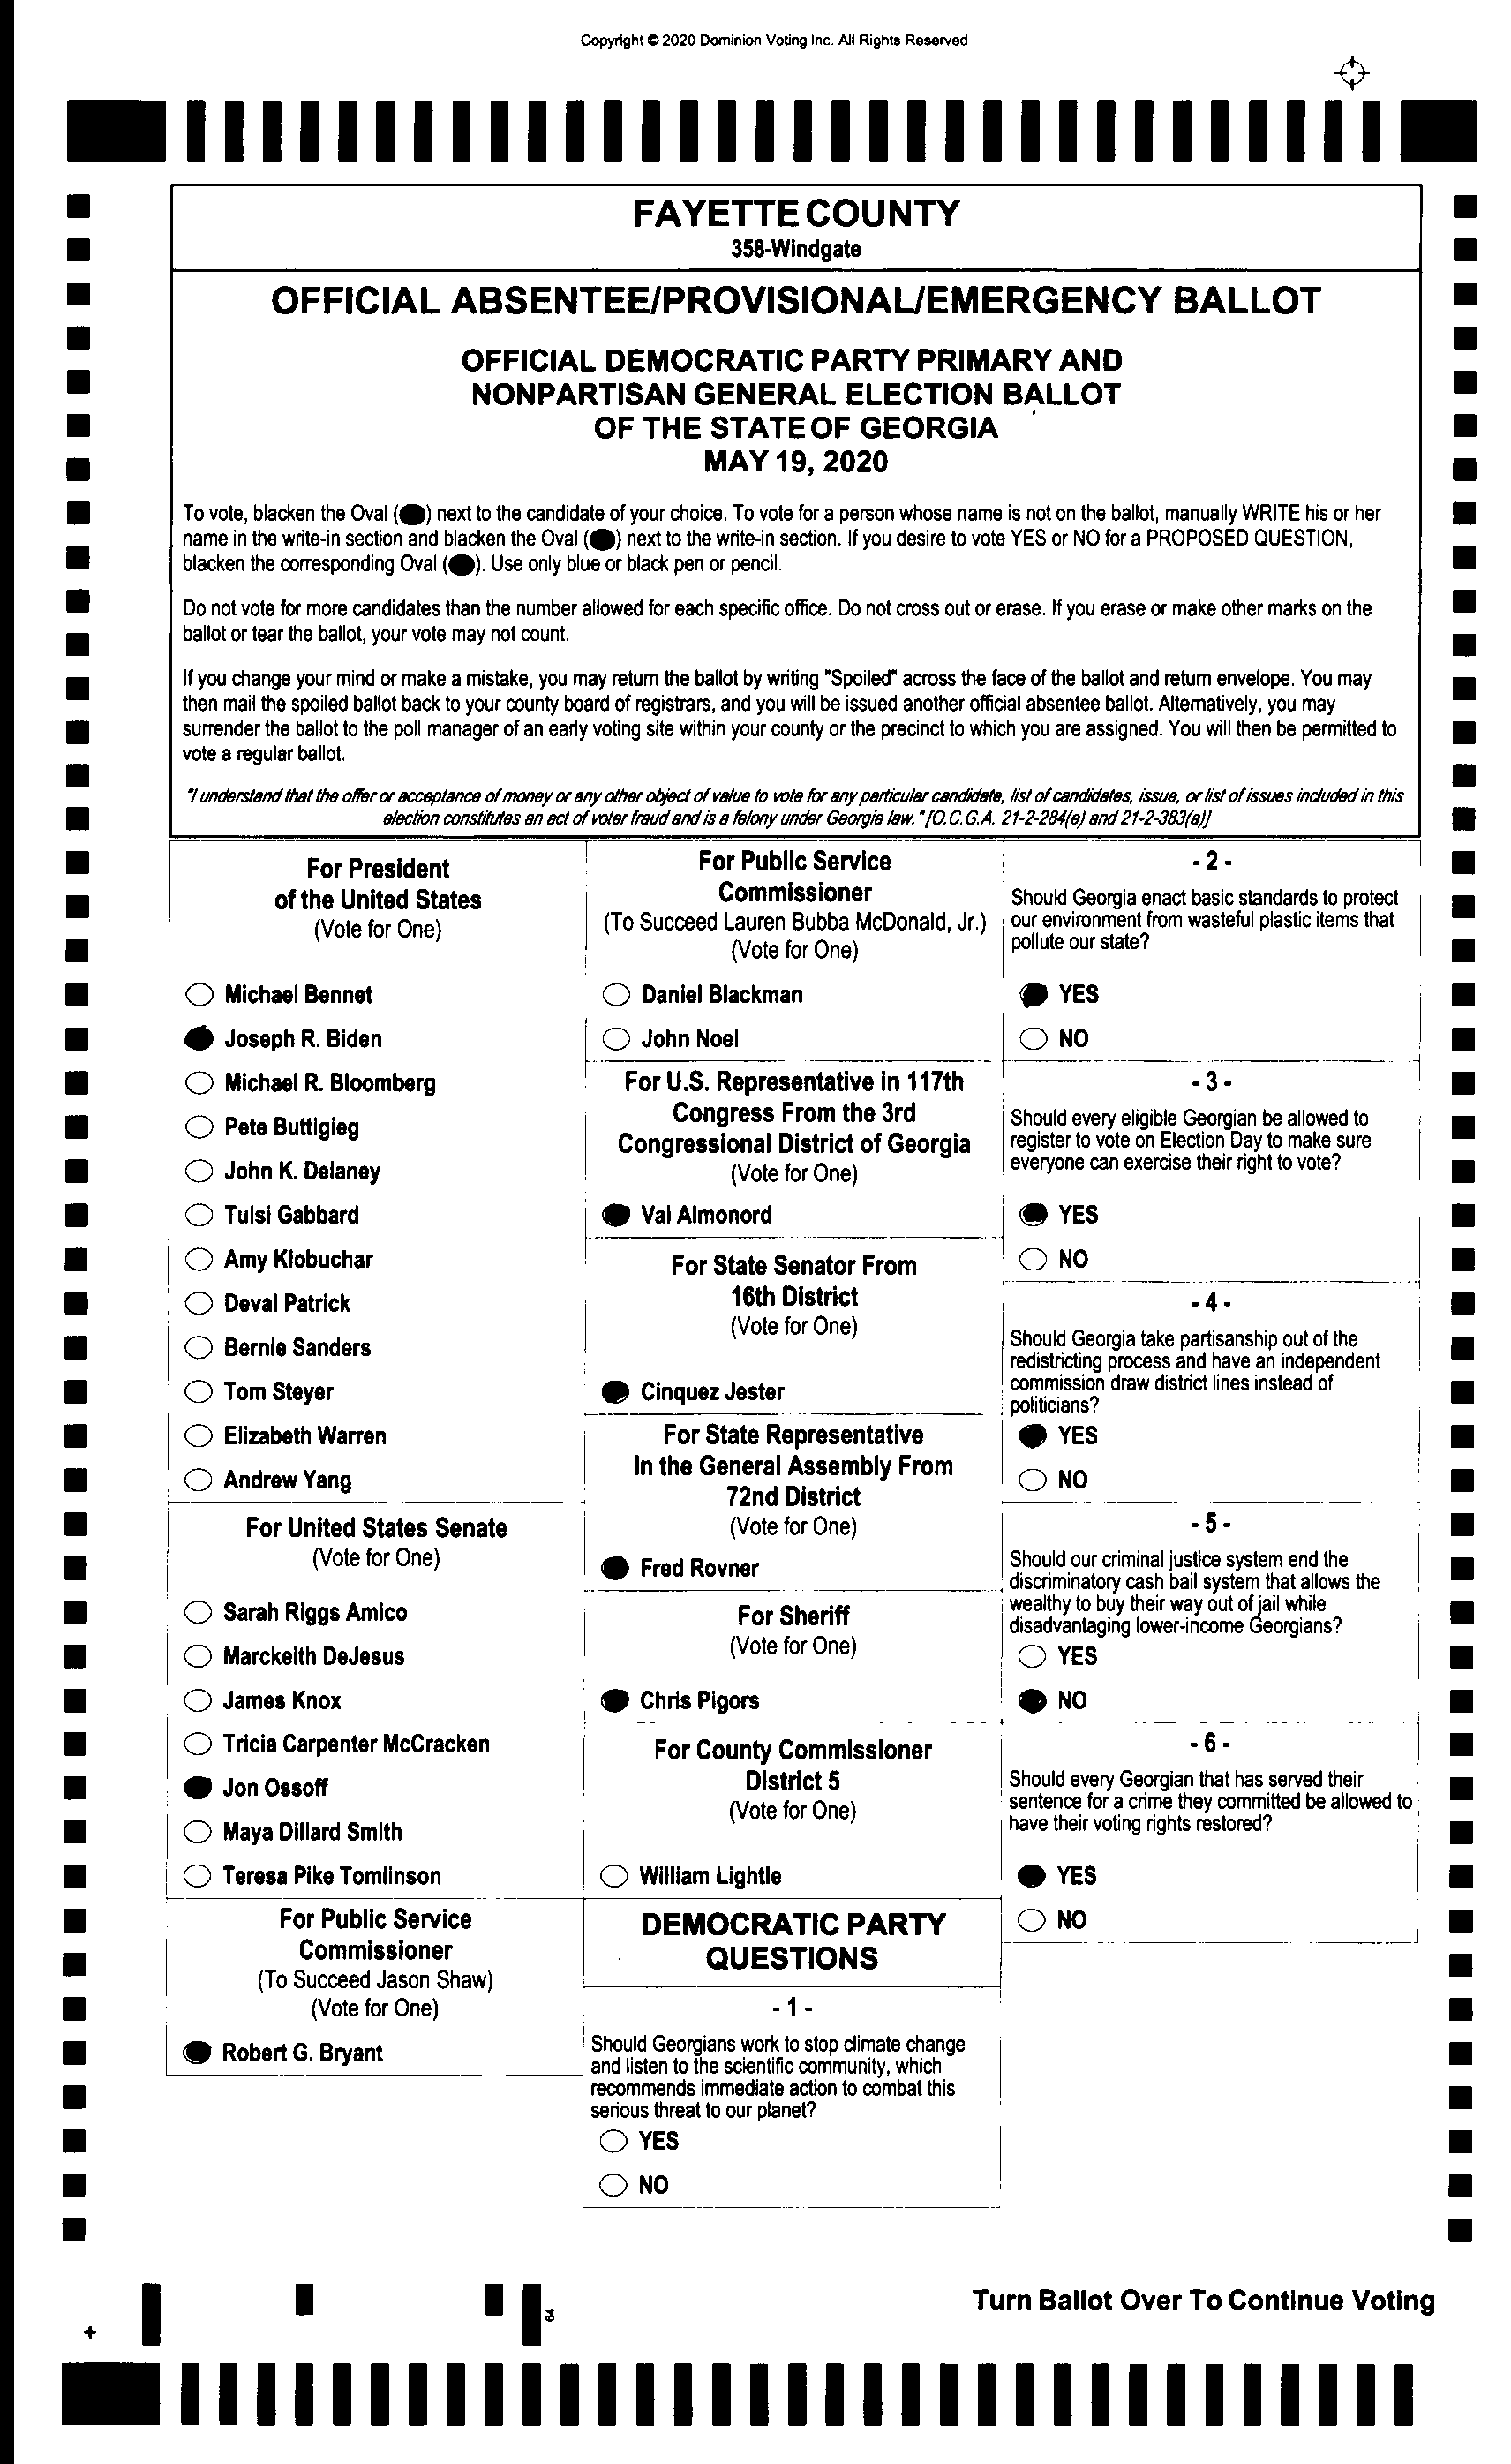 Copyright © 2020 Dominion Voting Inc. All Rights Reserved
FAYETTE COUNTY
358-Windgate
OFFICIAL ABSENTEE/PROVISIONAL/EMERGENCY BALLOT
OFFICIAL DEMOCRATIC PARTY PRIMARY AND
NONPARTISAN GENERAL ELECTION BALLOT
OF THE STATE OF GEORGIA
MAY 19, 2020
To vote, blacken the Oval (⬬) next to the candidate of your choice. To vote for a person whose name is not on the ballot, manually WRITE his or her
name in the write-in section and blacken the Oval (⬬) next to the write-in section. If you desire to vote YES or NO for a PROPOSED QUESTION,
blacken the corresponding Oval (⬬). Use only blue or black pen or pencil.
Do not vote for more candidates than the number allowed for each specific office. Do not cross out or erase. If you erase or make other marks on the
ballot or tear the ballot, your vote may not count.
If you change your mind or make a mistake, you may return the ballot by writing "Spoiled" across the face of the ballot and return envelope. You may
then mail the spoiled ballot back to your county board of registrars, and you will be issued another official absentee ballot. Alternatively, you may
surrender the ballot to the poll manager of an early voting site within your county or the precinct to which you are assigned. You will then be permitted to
vote a regular ballot.
"I understand that the offer or acceptance of money or any other object of value to vote for any particular candidate, list of candidates, issue, or list of issues included in this
election constitutes an act of voter fraud and is a felony under Georgia law." [O.C.G.A. 21-2-284(e) and 21-2-383(a)]
For President
of the United States
(Vote for One)
Michael Bennet
Joseph R. Biden
Michael R. Bloomberg
Pete Buttigieg
John K. Delaney
Tulsi Gabbard
Amy Klobuchar
Deval Patrick
Bernie Sanders
Tom Steyer
Elizabeth Warren
Andrew Yang
For United States Senate
(Vote for One)
Sarah Riggs Amico
Marckeith DeJesus
James Knox
Tricia Carpenter McCracken
Jon Ossoff
Maya Dillard Smith
Teresa Pike Tomlinson
For Public Service
Commissioner
(To Succeed Jason Shaw)
(Vote for One)
Robert G. Bryant
For Public Service
Commissioner
(To Succeed Lauren Bubba McDonald, Jr.)
(Vote for One)
Daniel Blackman
John Noel
For U.S. Representative in 117th
Congress From the 3rd
Congressional District of Georgia
(Vote for One)
Val Almonord
For State Senator From
16th District
(Vote for One)
Cinquez Jester
For State Representative
In the General Assembly From
72nd District
(Vote for One)
Fred Rovner
For Sheriff
(Vote for One)
Chris Pigors
For County Commissioner
District 5
(Vote for One)
William Lightle
DEMOCRATIC PARTY
QUESTIONS
- 1 -
Should Georgians work to stop climate change
and listen to the scientific community, which
recommends immediate action to combat this
serious threat to our planet?
YES
NO
- 2 -
Should Georgia enact basic standards to protect
our environment from wasteful plastic items that
pollute our state?
YES
NO
- 3 -
Should every eligible Georgian be allowed to
register to vote on Election Day to make sure
everyone can exercise their right to vote?
YES
NO
- 4 -
Should Georgia take partisanship out of the
redistricting process and have an independent
commission draw district lines instead of
politicians?
YES
NO
- 5 -
Should our criminal justice system end the
discriminatory cash bail system that allows the
wealthy to buy their way out of jail while
disadvantaging lower-income Georgians?
YES
NO
- 6 -
Should every Georgian that has served their
sentence for a crime they committed be allowed to
have their voting rights restored?
YES
NO
Turn Ballot Over To Continue Voting
64